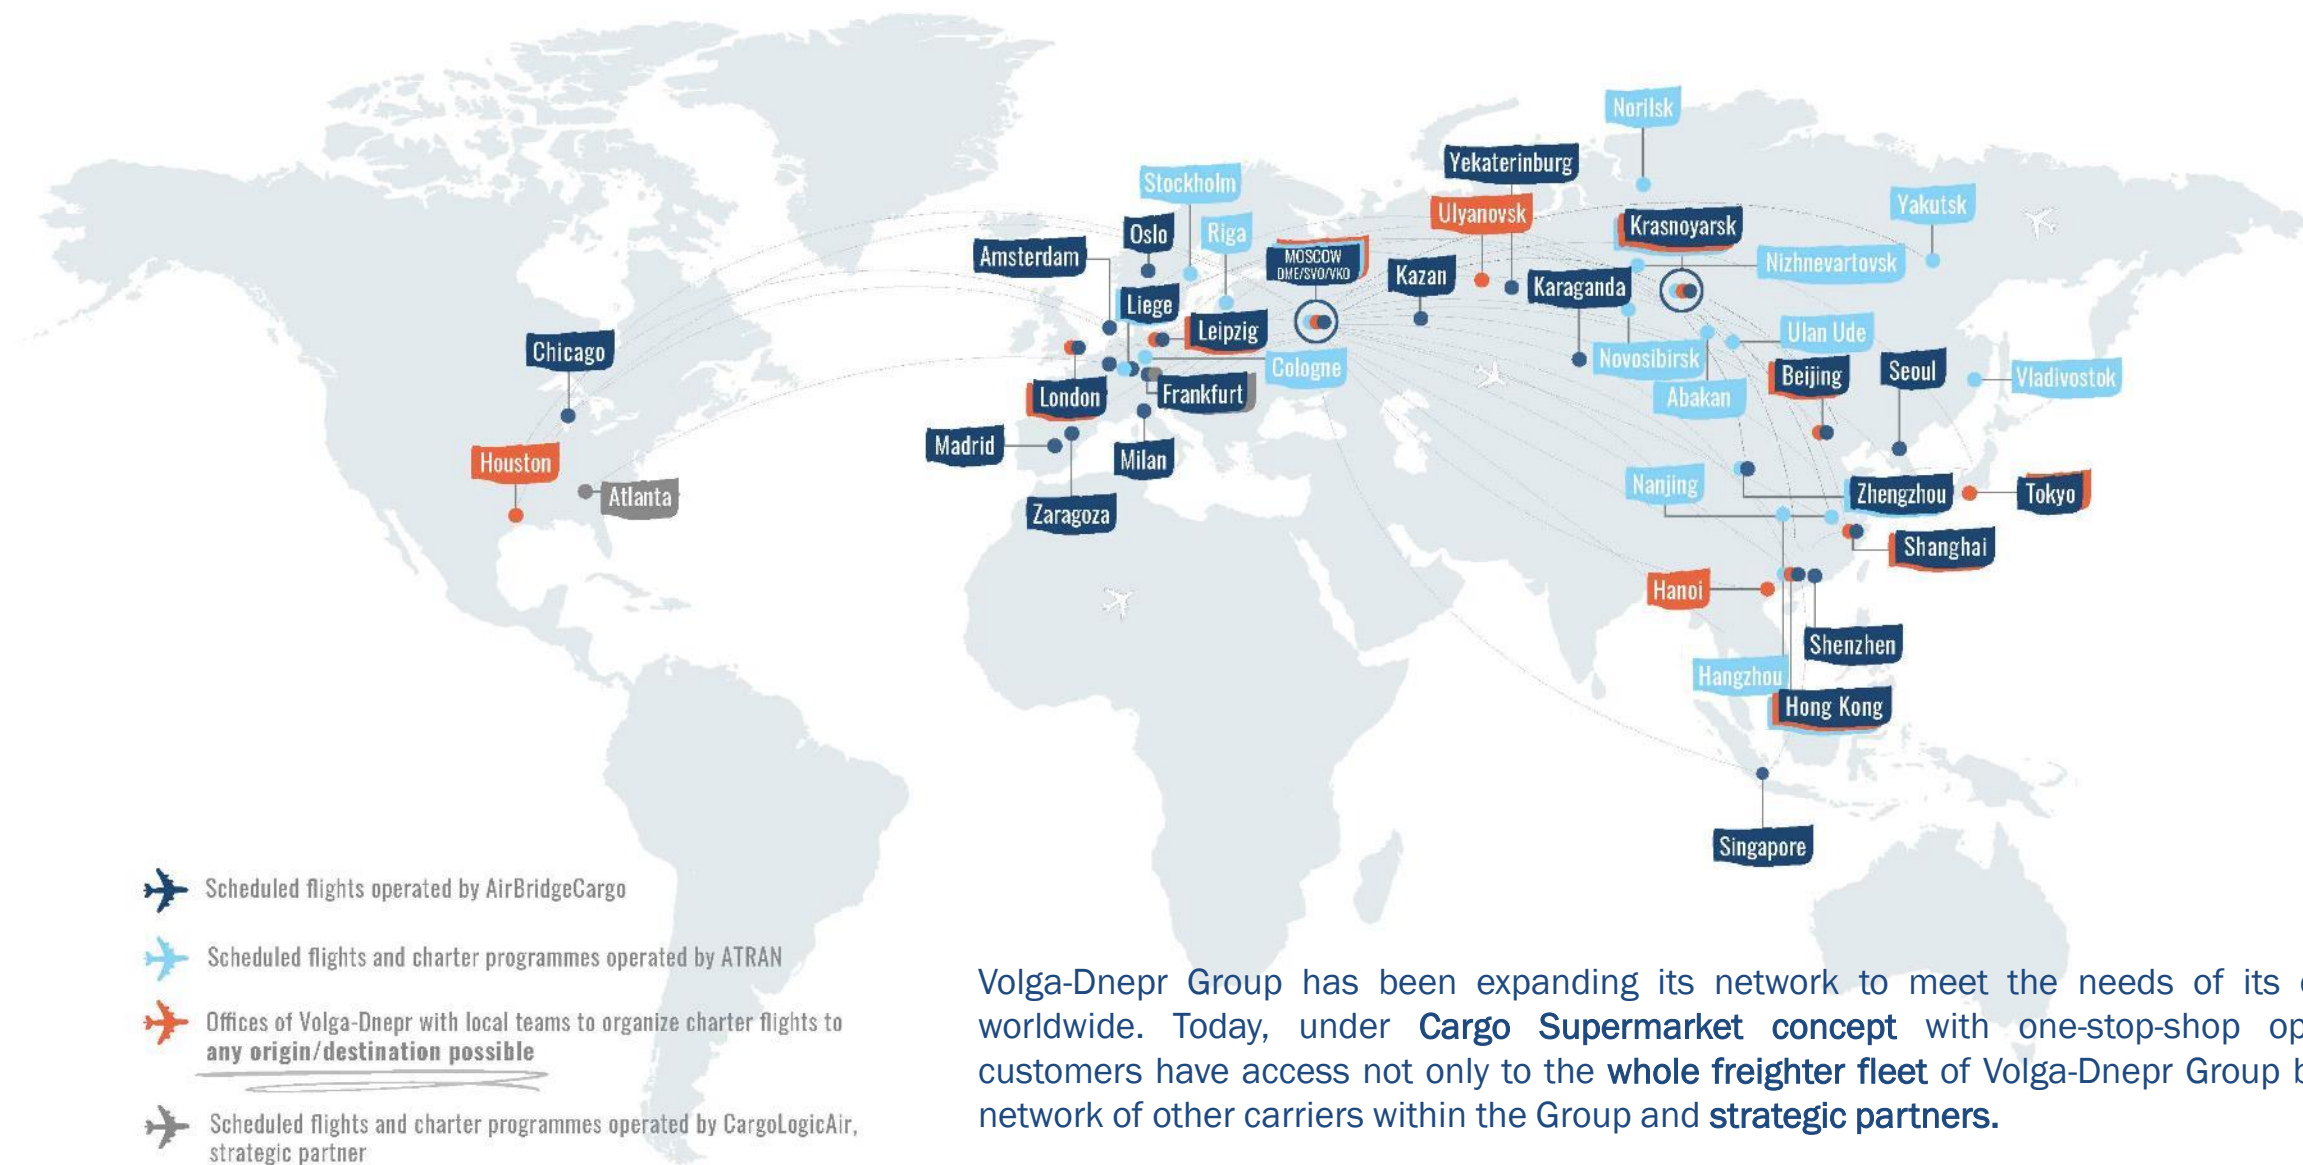 Norilsk
Yekaterinburg
Stockholm
Ulyanovsk
Yakutsk
Oslo
Riga
Krasnoyarsk
Amsterdam
MOSCOW
DME/SVO/VKO
Kazan
Nizhnevartovsk
Karaganda
Liege
Leipzig
Ulan Ude
Chicago
Novosibirsk
Cologne
Beijing
Seoul
Vladivostok
London
Frankfurt
Abakan
Madrid
Milan
Houston
Atlanta
Nanjing
Zhengzhou
Tokyo
Zaragoza
Shanghai
Hanoi
Shenzhen
Hangzhou
Hong Kong
Singapore
Scheduled flights operated by AirBridgeCargo
Scheduled flights and charter programmes operated by ATRAN
Offices of Volga-Dnepr with local teams to organize charter flights to
any origin/destination possible
Scheduled flights and charter programmes operated by CargoLogicAir,
strategic partner
Volga-Dnepr Group has been expanding its network to meet the needs of its
worldwide. Today, under Cargo Supermarket concept with one-stop-shop
customers have access not only to the whole freighter fleet of Volga-Dnepr Group
network of other carriers within the Group and strategic partners.